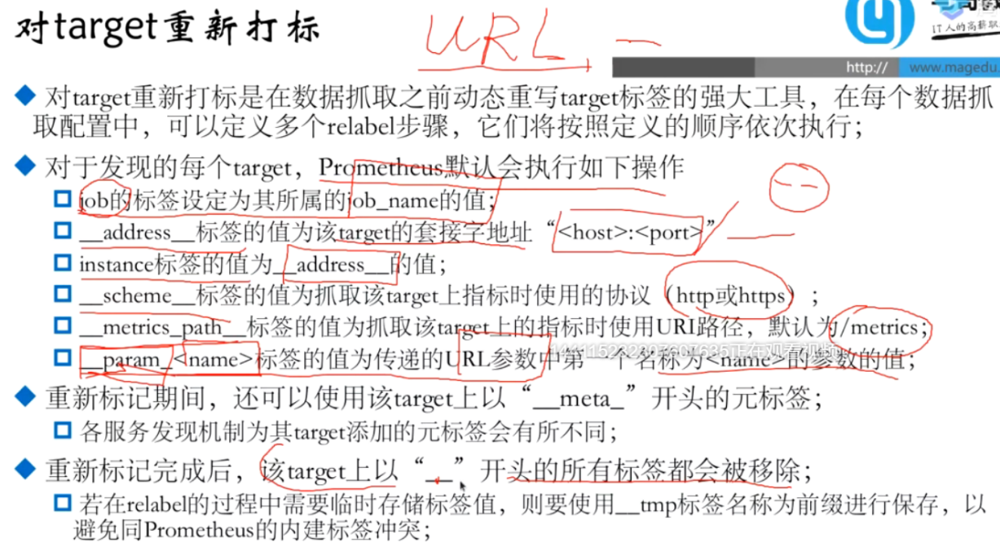 对target重新打标
URL
IT人的高薪
http://
www.magedu.
对target重新打标是在数据抓取之前动态重写target标签的强大工具，在每个数据抓
取配置中，可以定义多个relabel步骤，它们将按照定义的顺序依次执行；
对于发现的每个target，Prometheus默认会执行如下操作
job的标签设定为其所属的job_name的值；
__address__标签的值为该target的套接字地址“<host>:<port>”
instance标签的值为__address__的值；
__scheme__标签的值为抓取该target上指标时使用的协议（http或https）；
__metrics_path__标签的值为抓取该target上的指标时使用URI路径，默认为/metrics；
__param_<name>标签的值为传递的URL参数中第一个名称为<name>的参数的值；
正在观看视频
重新标记期间，还可以使用该target上以“__meta_”开头的元标签；
各服务发现机制为其target添加的元标签会有所不同；
重新标记完成后，该target上以“__”开头的所有标签都会被移除；
若在relabel的过程中需要临时存储标签值，则要使用__tmp标签名称为前缀进行保存，以
避免同Prometheus的内建标签冲突；